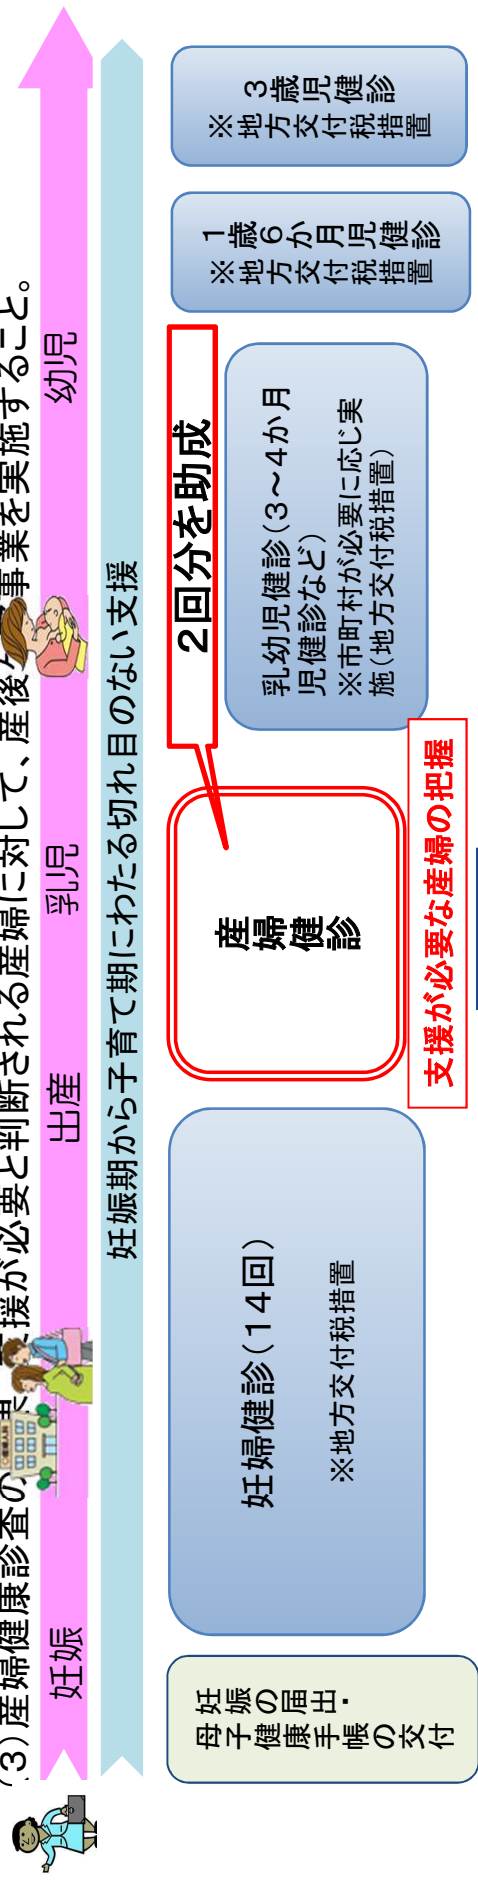 (3)産婦健康診査の結果、支援が必要と判断される産婦に対して、産後ケア事業を実施すること。
妊娠
出産
乳児
幼児
妊娠期から子育て期にわたる切れ目のない支援
妊娠の届出・
母子健康手帳の交付
妊婦健診(14回)
※地方交付税措置
産婦
健診
2回分を助成
支援が必要な産婦の把握
乳幼児健診(3~4か月
児健診など)
※市町村が必要に応じ実
施(地方交付税措置)
1歳6か月児健診
※地方交付税措置
3歳児健診
※地方交付税措置